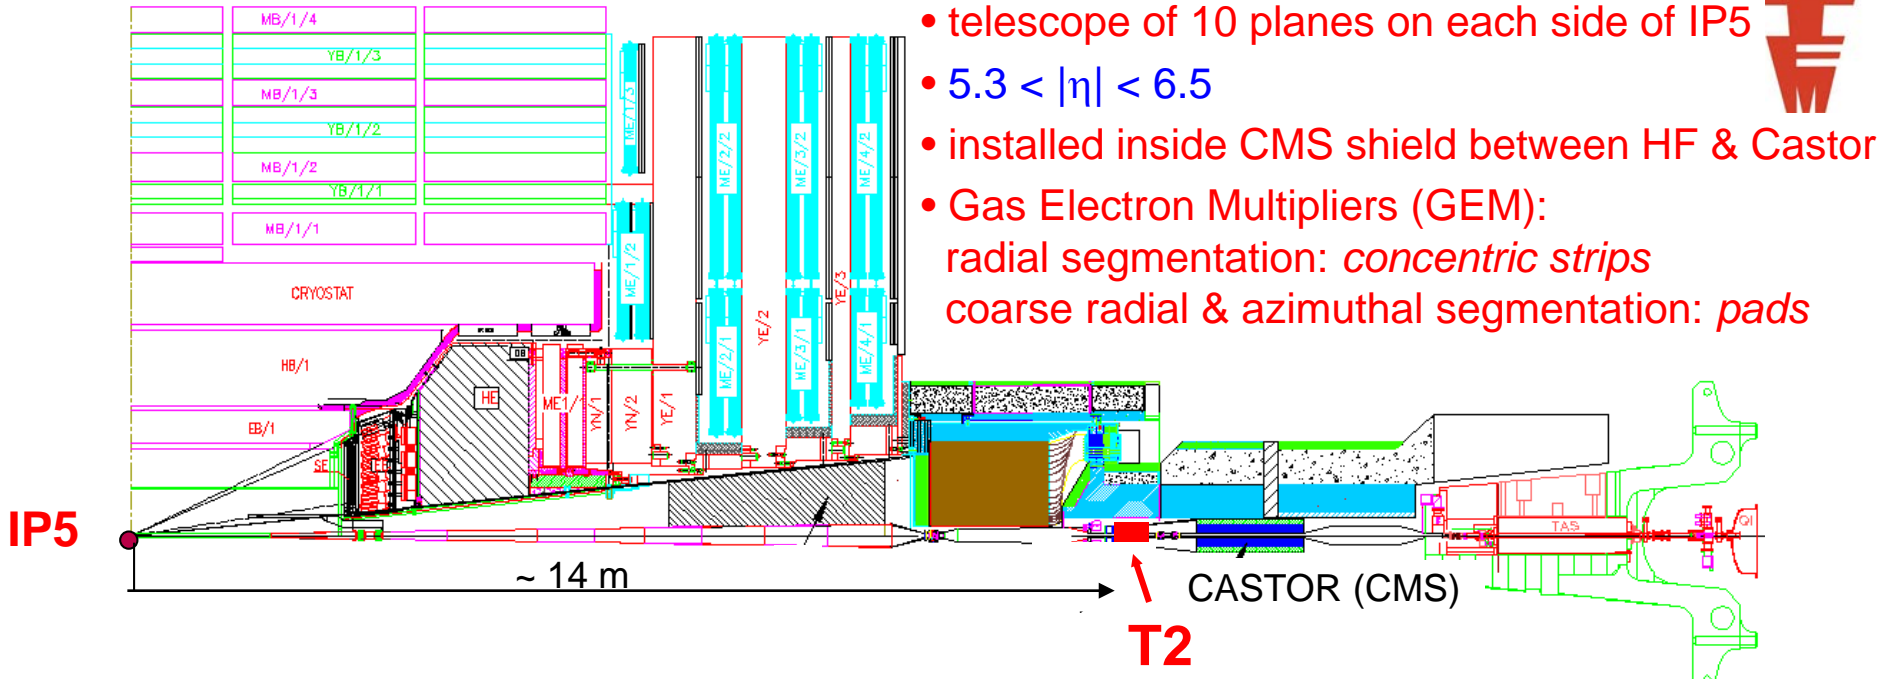 • telescope of 10 planes on each side of IP5
• 5.3 < |η| < 6.5
• installed inside CMS shield between HF & Castor
• Gas Electron Multipliers (GEM):
radial segmentation: concentric strips
coarse radial & azimuthal segmentation: pads
MB/1/4
YB/1/3
MB/1/3
YB/1/2
MB/1/2
YB/1/1
MB/1/1
CRYOSTAT
HB/1
EB/1
SE
HE
ME1/
YN/1
YN/2
YE/1
ME/1/3
ME/1/2
ME/2/2
ME/2/1
YE/2
ME/3/2
ME/3/1
YE/3
ME/4/2
ME/4/1
TAS
Q1
IP5
~ 14 m
CASTOR (CMS)
T2